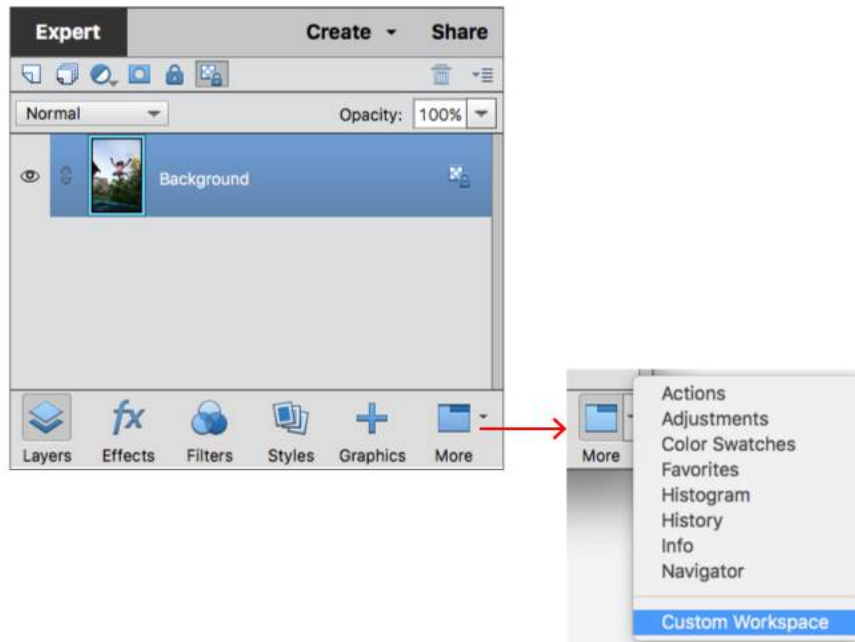 Expert Create Share
Normal Opacity: 100%
Background
Layers Effects Filters Styles Graphics More
More
Actions
Adjustments
Color Swatches
Favorites
Histogram
History
Info
Navigator
Custom Workspace